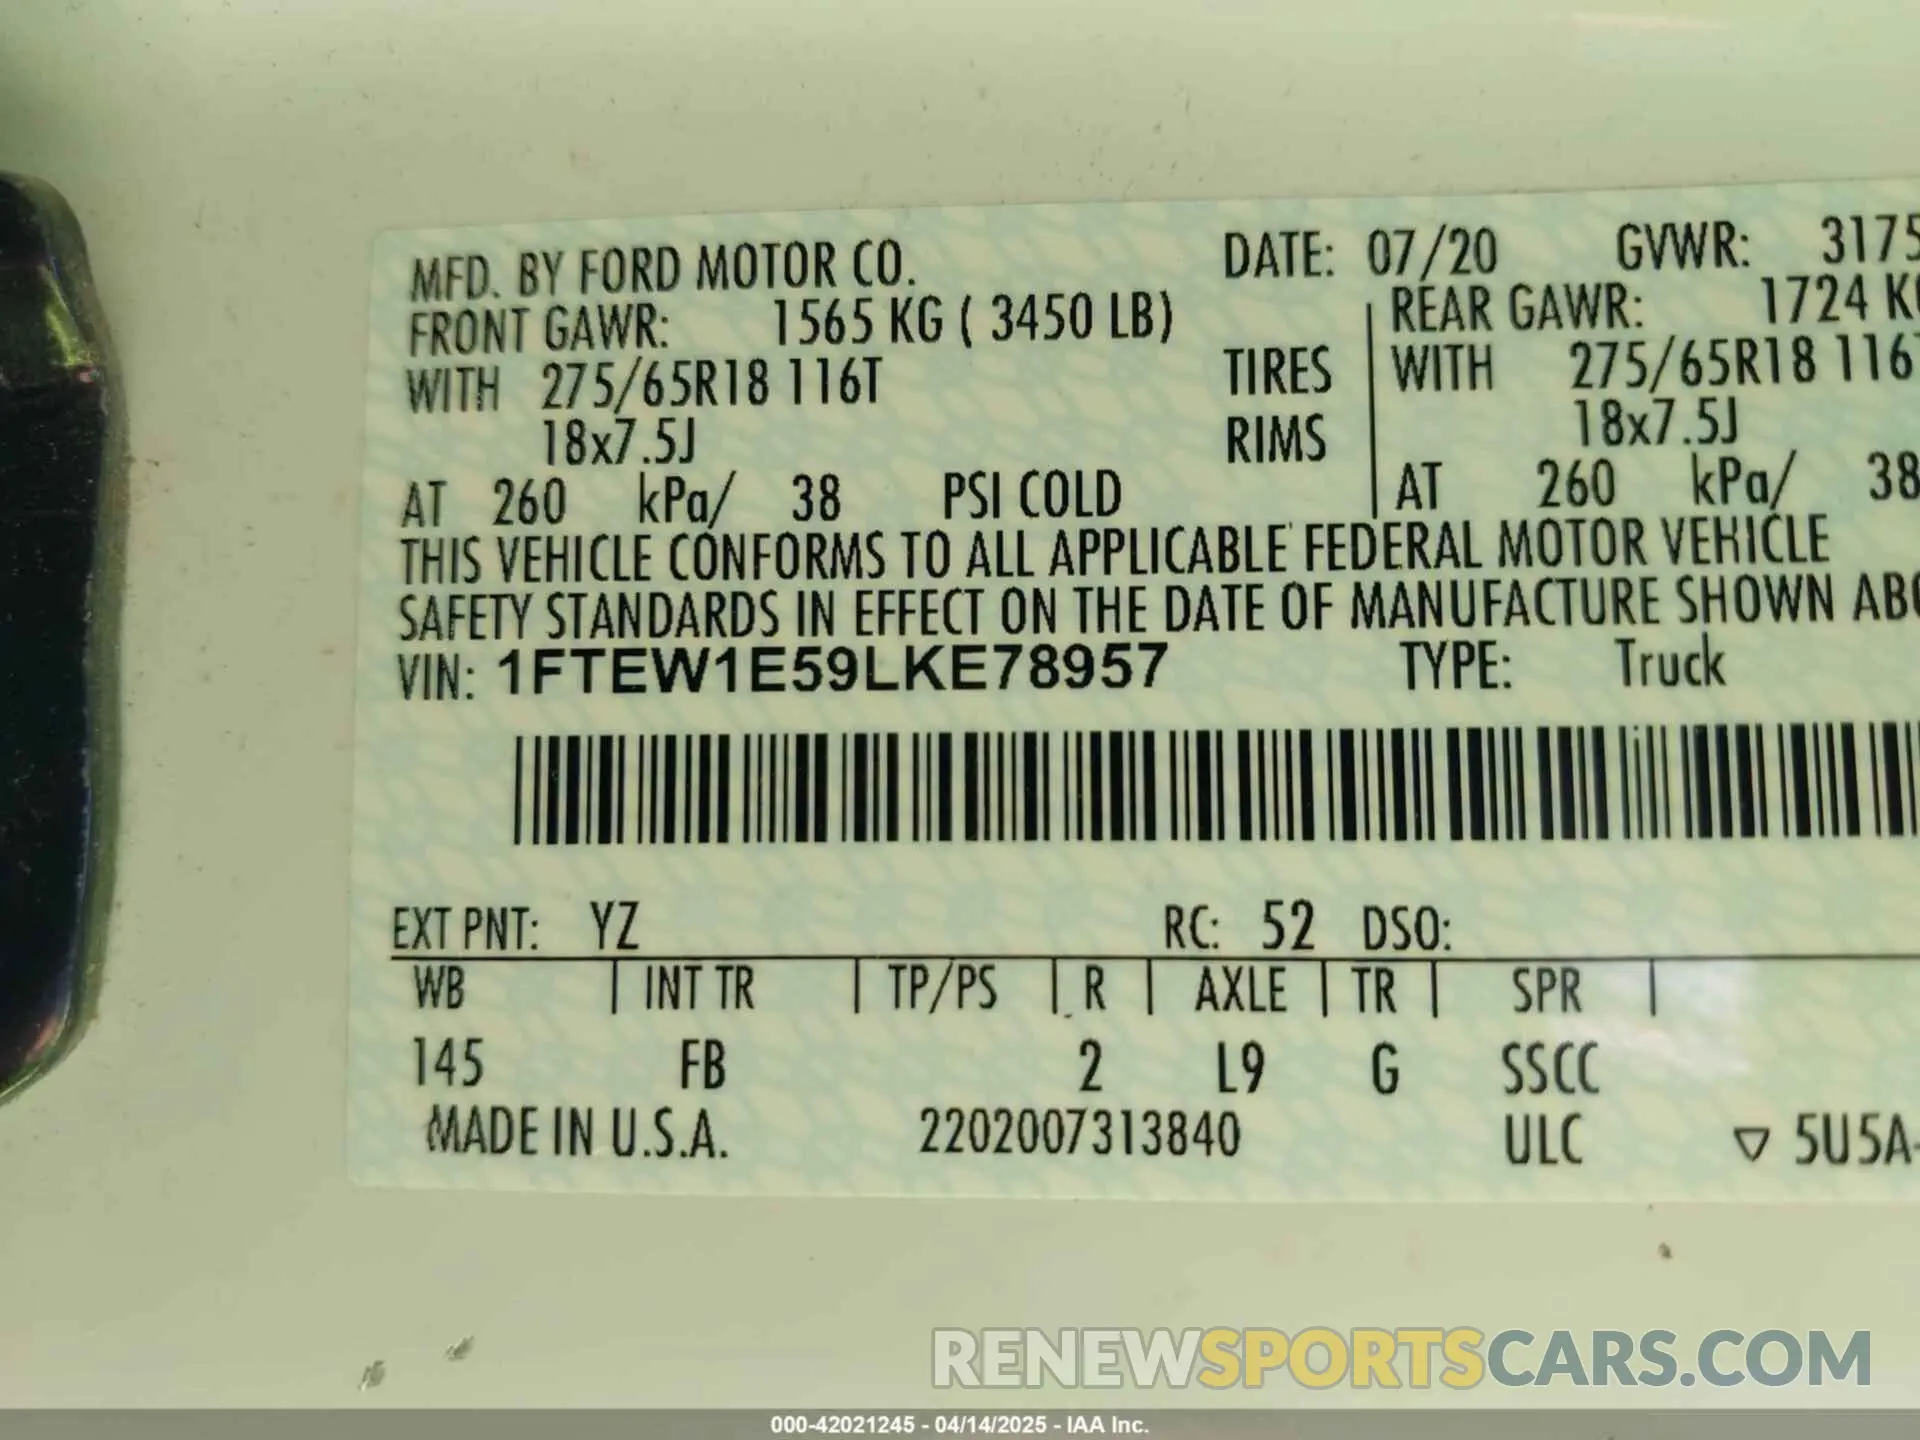 MFD. BY FORD MOTOR CO. DATE: 07/20 GVWR: 3175
FRONT GAWR: 1565 KG ( 3450 LB) REAR GAWR: 1724 K
WITH 275/65R18 116T TIRES WITH 275/65R18 116T
18x7.5J RIMS 18x7.5J
AT 260 kPa/ 38 PSI COLD AT 260 kPa/ 38
THIS VEHICLE CONFORMS TO ALL APPLICABLE FEDERAL MOTOR VEHICLE
SAFETY STANDARDS IN EFFECT ON THE DATE OF MANUFACTURE SHOWN ABO
VIN: 1FTEW1E59LKE78957 TYPE: Truck
EXT PNT: YZ RC: 52 DSO:
WB INT TR TP/PS R AXLE TR SPR
145 FB 2 L9 G SSCC
MADE IN U.S.A. 2202007313840 ULC ▽ 5U5A-
RENEWSPORTSCARS.COM
000-42021245 - 04/14/2025 - IAA Inc.